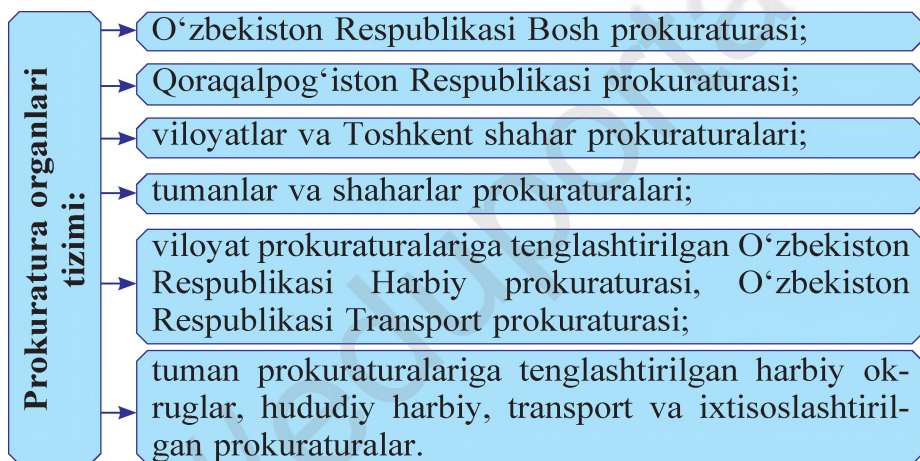 Prokuratura organlari
tizimi:
O‘zbekiston Respublikasi Bosh prokuraturasi;
Qoraqalpog‘iston Respublikasi prokuraturasi;
viloyatlar va Toshkent shahar prokuraturalari;
tumanlar va shaharlar prokuraturalari;
viloyat prokuraturalariga tenglashtirilgan O‘zbekiston
Respublikasi Harbiy prokuraturasi, O‘zbekiston
Respublikasi Transport prokuraturasi;
tuman prokuraturalariga tenglashtirilgan harbiy ok-
ruglar, hududiy harbiy, transport va ixtisoslashtiril-
gan prokuraturalar.